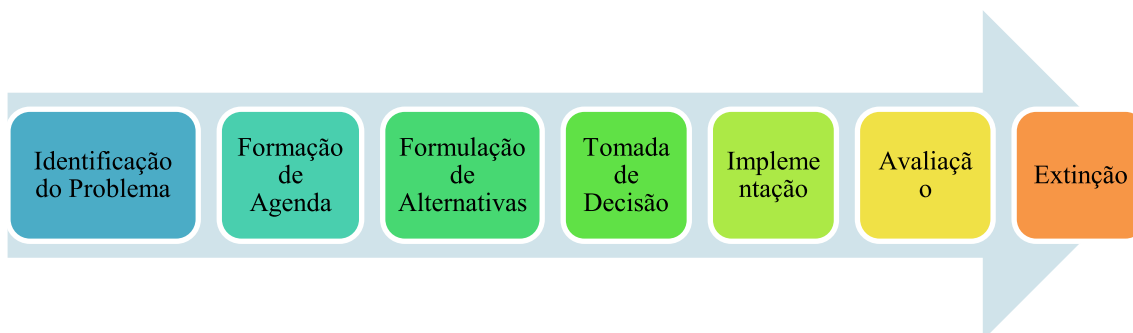 Identificação
do Problema
Formação
de
Agenda
Formulação
de
Alternativas
Tomada
de
Decisão
Impleme
ntação
Avaliaçã
o
Extinção